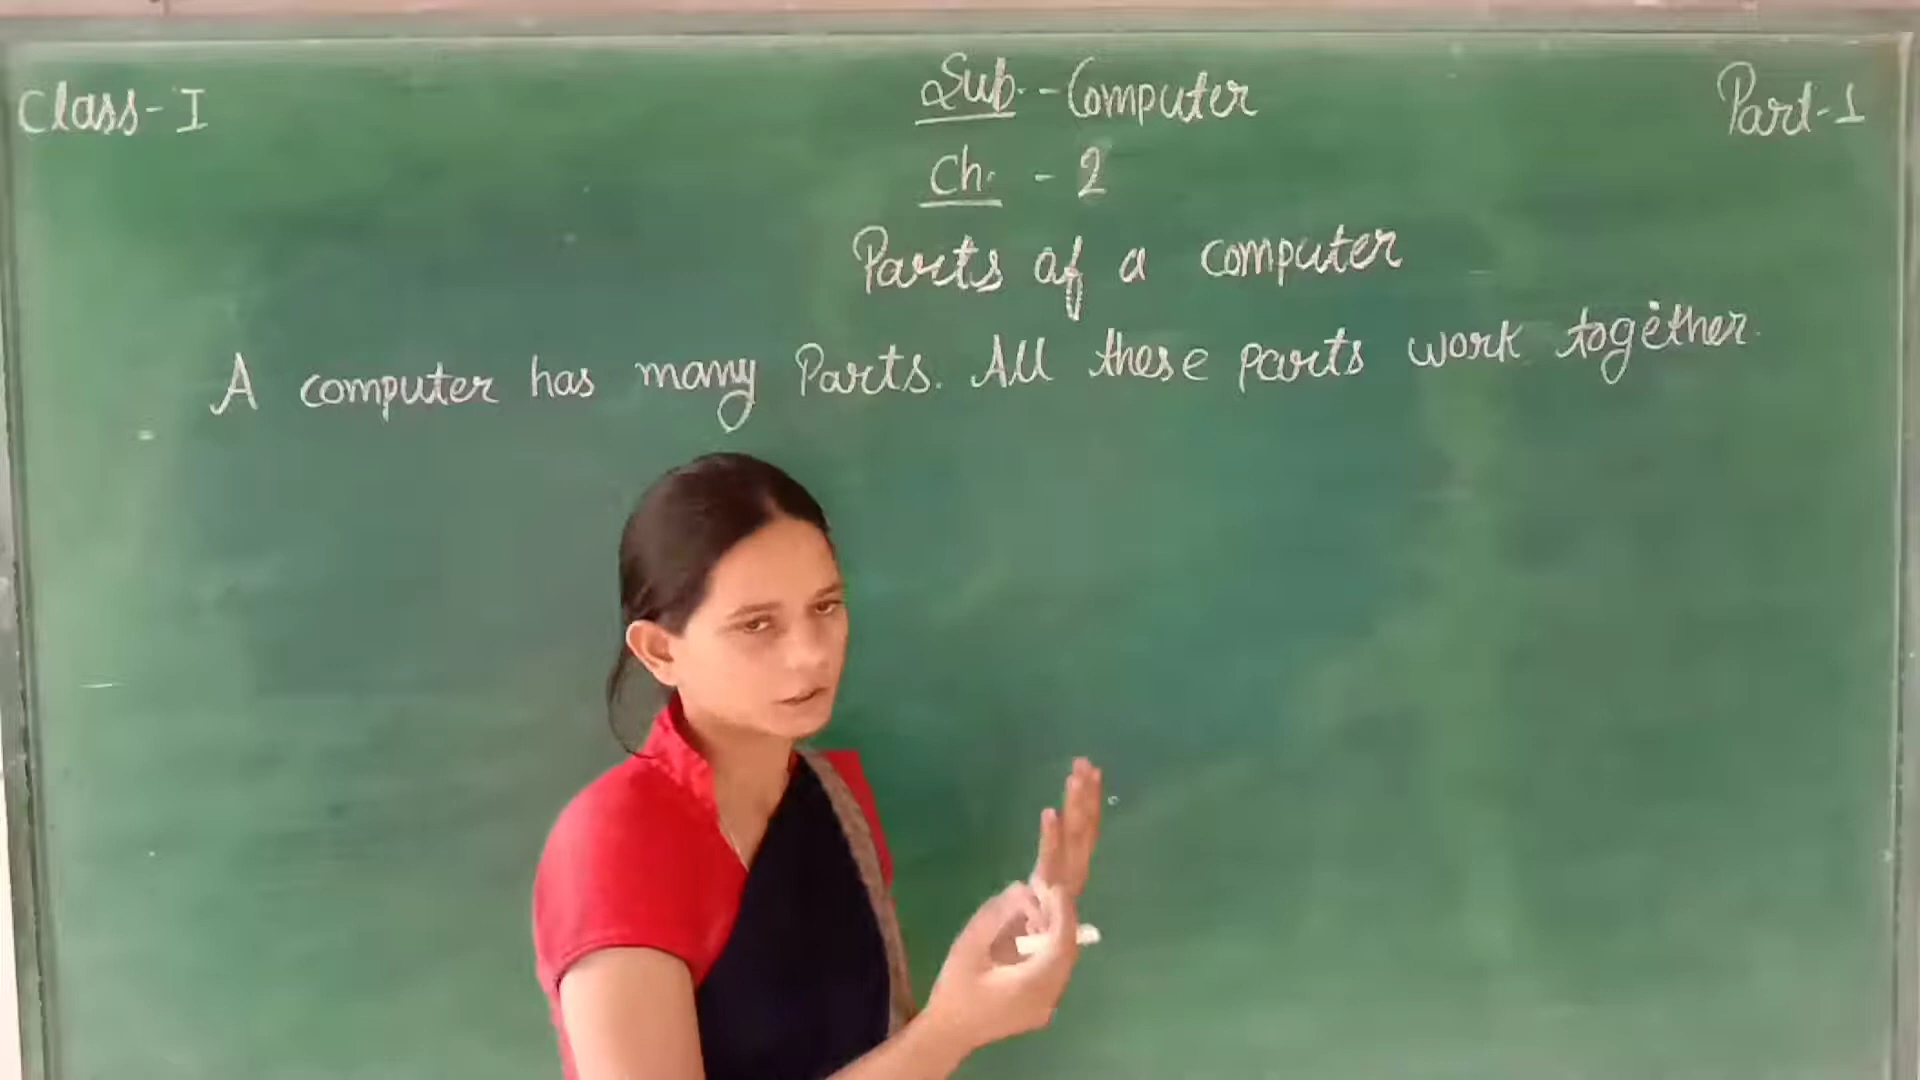 Class-I
Sub.-Computer
Part-1
Ch. - 2
Parts of a computer
A computer has many Parts. All these parts work together.